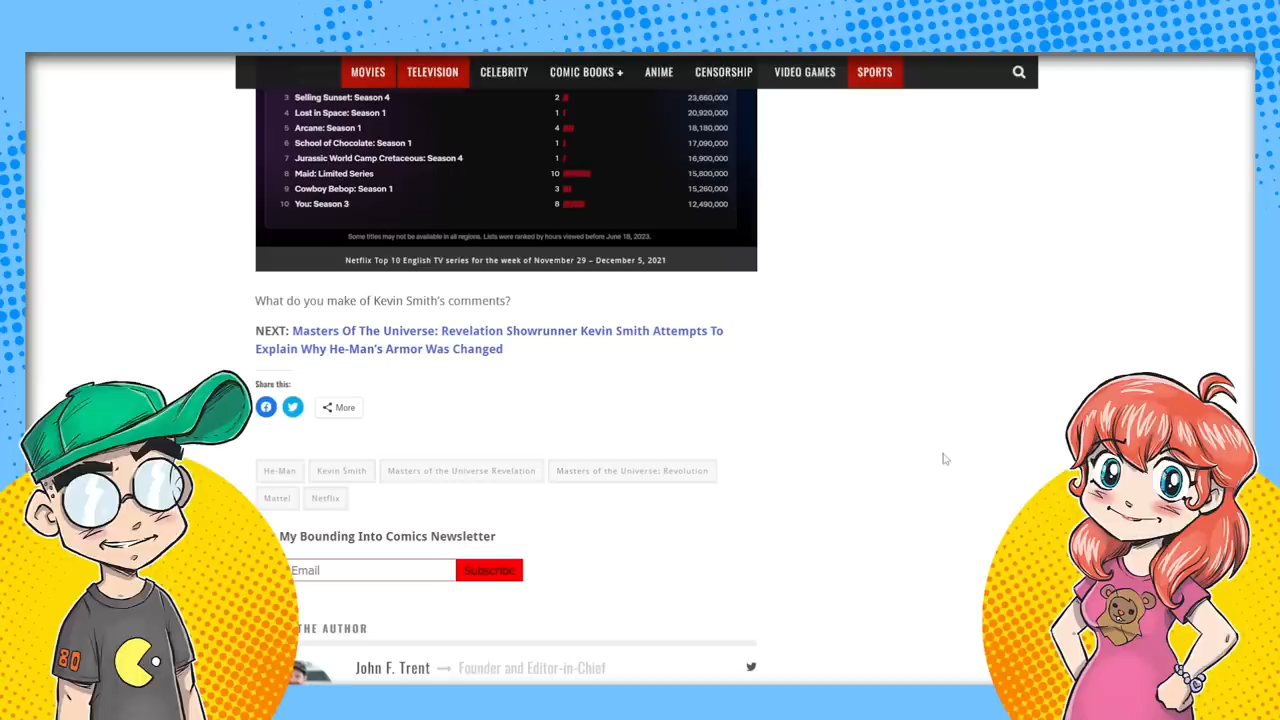 MOVIES TELEVISION CELEBRITY COMIC BOOKS + ANIME CENSORSHIP VIDEO GAMES SPORTS
3 Selling Sunset: Season 4 2 23,660,000
4 Lost in Space: Season 1 1 20,920,000
5 Arcane: Season 1 4 18,180,000
6 School of Chocolate: Season 1 1 17,090,000
7 Jurassic World Camp Cretaceous: Season 4 1 16,900,000
8 Maid: Limited Series 10 15,800,000
9 Cowboy Bebop: Season 1 3 15,260,000
10 You: Season 3 8 12,490,000
Some titles may not be available in all regions. Lists were ranked by hours viewed before June 18, 2023.
Netflix Top 10 English TV series for the week of November 29 – December 5, 2021
What do you make of Kevin Smith's comments?
NEXT: Masters Of The Universe: Revelation Showrunner Kevin Smith Attempts To
Explain Why He-Man's Armor Was Changed
Share this:
More
He-Man Kevin Smith Masters of the Universe Revelation Masters of the Universe: Revolution
Mattel Netflix
My Bounding Into Comics Newsletter
Email Subscribe
THE AUTHOR
John F. Trent Founder and Editor-in-Chief
80